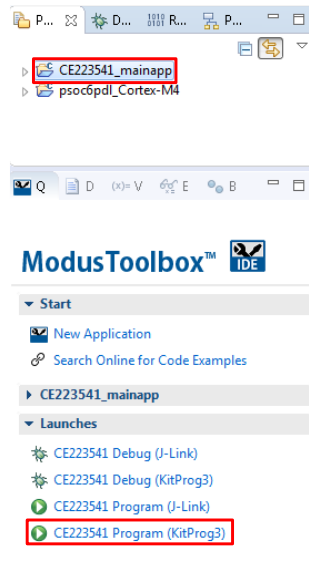 P... D... R... P...
CE223541_mainapp
psoc6pdl_Cortex-M4
Q D (x)= V E B
ModusToolbox™ IDE
Start
New Application
Search Online for Code Examples
CE223541_mainapp
Launches
CE223541 Debug (J-Link)
CE223541 Debug (KitProg3)
CE223541 Program (J-Link)
CE223541 Program (KitProg3)